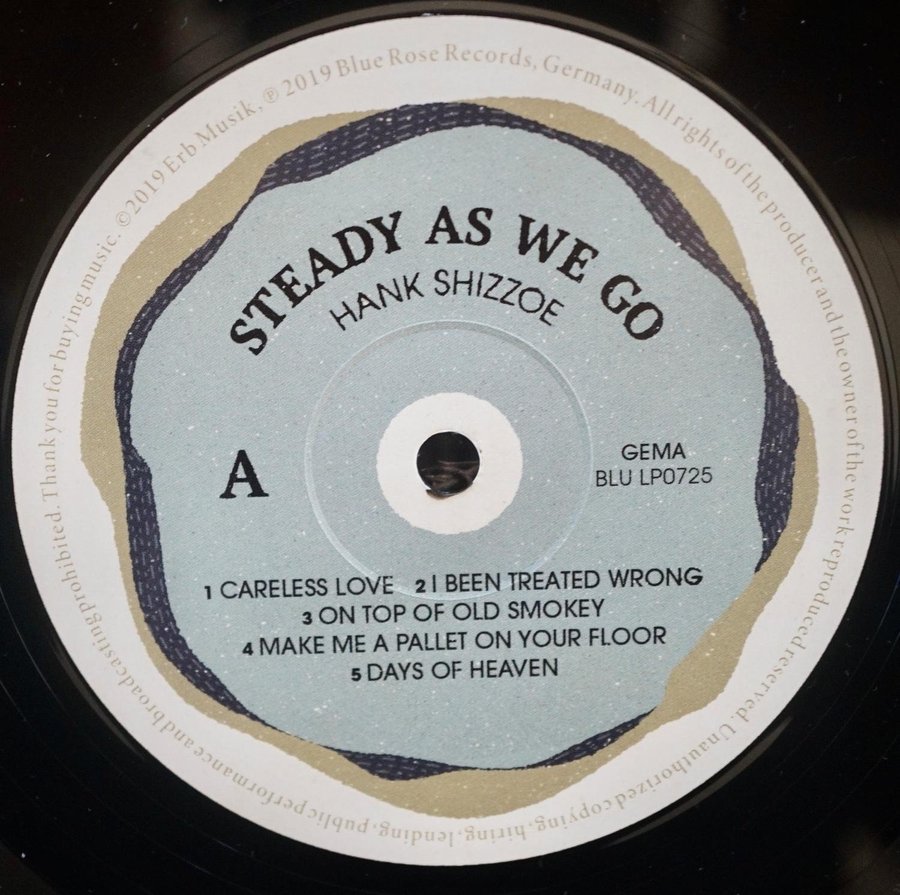 STEADY AS WE GO
HANK SHIZZOE
A
GEMA
BLU LP0725
1 CARELESS LOVE 2 I BEEN TREATED WRONG
3 ON TOP OF OLD SMOKEY
4 MAKE ME A PALLET ON YOUR FLOOR
5 DAYS OF HEAVEN
©2019 Erb Musik, ℗ 2019 Blue Rose Records, Germany. All rights of the producer and the owner of the work reproduced reserved. Unauthorized copying, hiring, lending, public performance and broadcasting prohibited. Thank you for buying music.